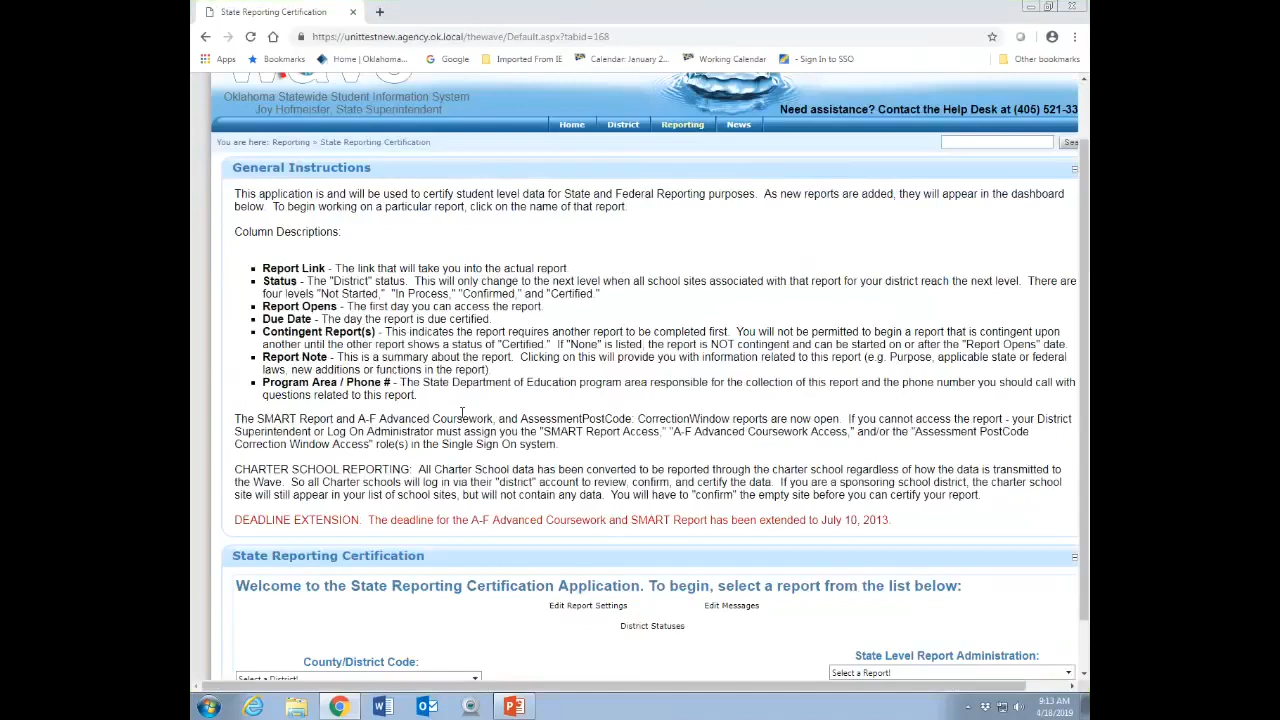 State Reporting Certification
https://unittestnew.agency.ok.local/thewave/Default.aspx?tabid=168
Apps Bookmarks Home | Oklahoma... Google Imported From IE Calendar: January 2... Working Calendar - Sign In to SSO Other bookmarks
Oklahoma Statewide Student Information System
Joy Hofmeister, State Superintendent
Need assistance? Contact the Help Desk at (405) 521-33
Home District Reporting News
You are here: Reporting > State Reporting Certification
Sea
General Instructions
This application is and will be used to certify student level data for State and Federal Reporting purposes. As new reports are added, they will appear in the dashboard
below. To begin working on a particular report, click on the name of that report.
Column Descriptions:
Report Link - The link that will take you into the actual report
Status - The "District" status. This will only change to the next level when all school sites associated with that report for your district reach the next level. There are
four levels "Not Started," "In Process," "Confirmed," and "Certified."
Report Opens - The first day you can access the report.
Due Date - The day the report is due certified.
Contingent Report(s) - This indicates the report requires another report to be completed first. You will not be permitted to begin a report that is contingent upon
another until the other report shows a status of "Certified." If "None" is listed, the report is NOT contingent and can be started on or after the "Report Opens" date.
Report Note - This is a summary about the report. Clicking on this will provide you with information related to this report (e.g. Purpose, applicable state or federal
laws, new additions or functions in the report)
Program Area / Phone # - The State Department of Education program area responsible for the collection of this report and the phone number you should call with
questions related to this report.
The SMART Report and A-F Advanced Coursework, and AssessmentPostCode: CorrectionWindow reports are now open. If you cannot access the report - your District
Superintendent or Log On Administrator must assign you the "SMART Report Access," "A-F Advanced Coursework Access," and/or the "Assessment PostCode
Correction Window Access" role(s) in the Single Sign On system.
CHARTER SCHOOL REPORTING: All Charter School data has been converted to be reported through the charter school regardless of how the data is transmitted to
the Wave. So all Charter schools will log in via their "district" account to review, confirm, and certify the data. If you are a sponsoring school district, the charter school
site will still appear in your list of school sites, but will not contain any data. You will have to "confirm" the empty site before you can certify your report.
DEADLINE EXTENSION. The deadline for the A-F Advanced Coursework and SMART Report has been extended to July 10, 2013.
State Reporting Certification
Welcome to the State Reporting Certification Application. To begin, select a report from the list below:
Edit Report Settings Edit Messages
District Statuses
County/District Code:
State Level Report Administration:
Select a District!
Select a Report!
9:13 AM
4/18/2019